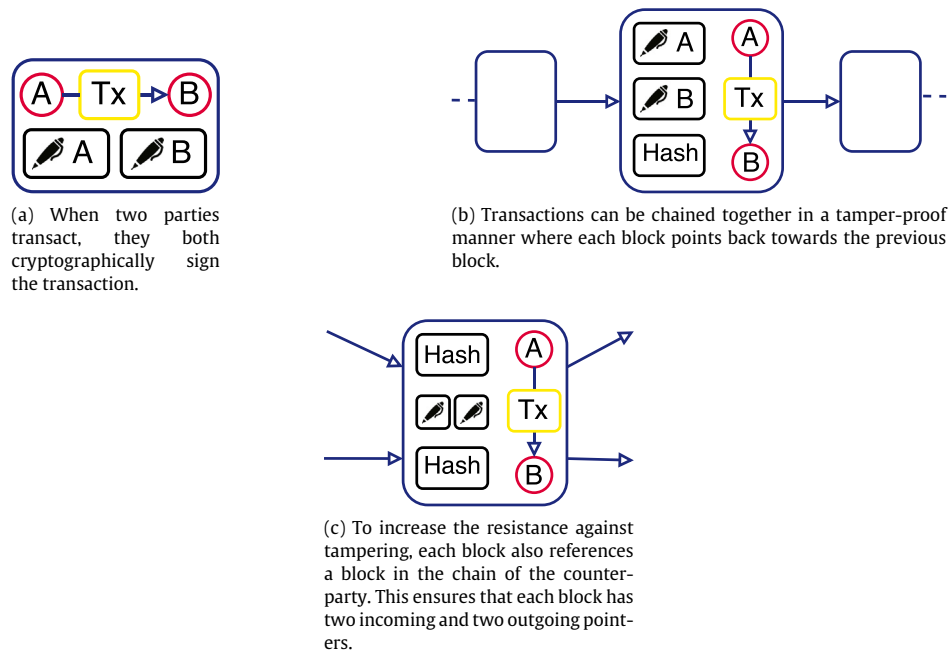 A Tx B
A B
(a) When two parties
transact, they both
cryptographically sign
the transaction.
A A
B Tx
Hash B
(b) Transactions can be chained together in a tamper-proof
manner where each block points back towards the previous
block.
Hash A
Tx
Hash B
(c) To increase the resistance against
tampering, each block also references
a block in the chain of the counter-
party. This ensures that each block has
two incoming and two outgoing point-
ers.